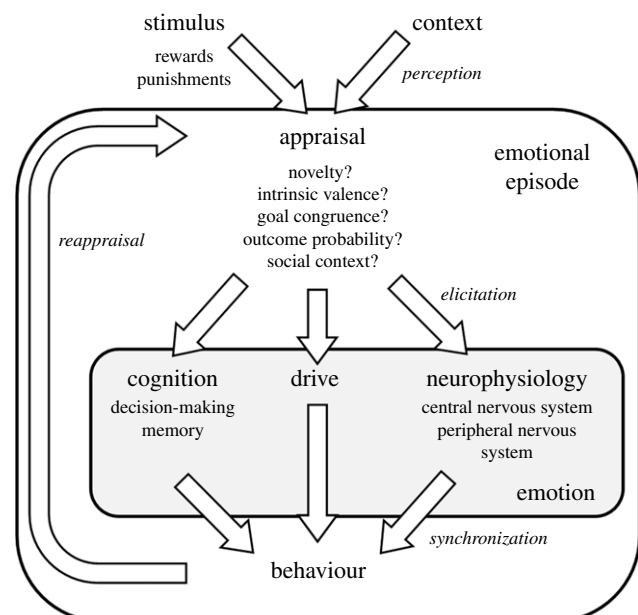 stimulus
context
rewards
punishments
perception
appraisal
emotional
episode
novelty?
intrinsic valence?
goal congruence?
outcome probability?
social context?
reappraisal
elicitation
cognition
drive
neurophysiology
decision-making
memory
central nervous system
peripheral nervous
system
emotion
synchronization
behaviour